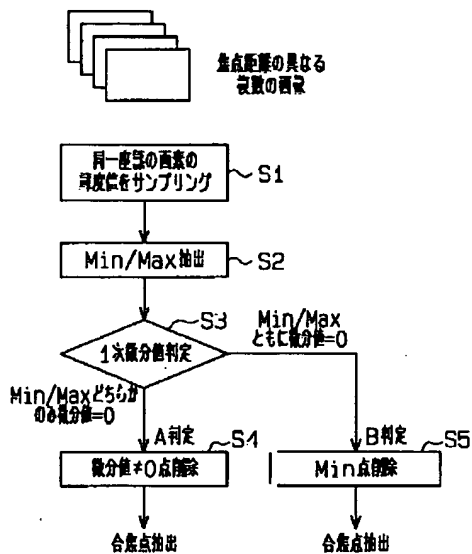 焦点距離の異なる
複数の画像
同一座標の画素の
輝度値をサンプリング
S1
Min/Max抽出
S2
S3
1次微分値判定
Min/Max
ともに微分値=0
Min/Maxどちらか
のみ微分値=0
A判定
S4
B判定
S5
微分値≠0点削除
Min点削除
合焦点抽出
合焦点抽出